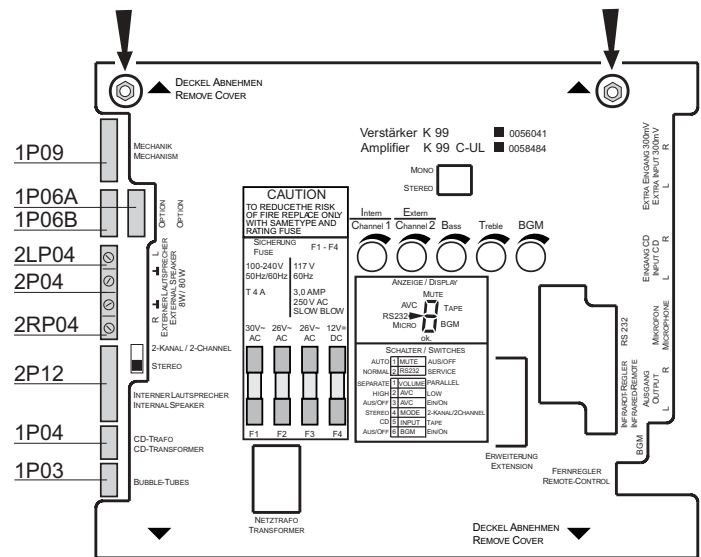 DECKEL ABNEHMEN
REMOVE COVER
1P09
MECHANIK
MECHANISM
1P06A
1P06B
OPTION
OPTION
2LP04
2P04
2RP04
L
R
EXTERNER LAUTSPRECHER
EXTERNAL SPEAKER
8W/ 80 W
2-KANAL / 2-CHANNEL
STEREO
2P12
INTERNER LAUTSPRECHER
INTERNAL SPEAKER
1P04
CD-TRAFO
CD-TRANSFORMER
1P03
BUBBLE-TUBES
Verstärker K 99 0056041
Amplifier K 99 C-UL 0058484
MONO
STEREO
CAUTION
TO REDUCETHE RISK
OF FIRE REPLACE ONLY
WITH SAMETYPE AND
RATING FUSE
SICHERUNG F1 - F4
FUSE
100-240V 117 V
50Hz/60Hz 60Hz
T 4 A 3,0 AMP
250 V AC
SLOW BLOW
30V~ 26V~ 26V~ 12V=
AC AC AC DC
F1 F2 F3 F4
NETZTRAFO
TRANSFORMER
Intern Extern
Channel 1 Channel 2 Bass Treble BGM
ANZEIGE / DISPLAY
MUTE
AVC TAPE
RS232
MICRO BGM
ok.
SCHALTER / SWITCHES
AUTO 1 MUTE AUS/OFF
NORMAL 2 RS232 SERVICE
SEPARATE 1 VOLUME PARALLEL
HIGH 2 AVC LOW
AUS/OFF 3 AVC EIN/ON
STEREO 4 MODE 2-KANAL/2CHANNEL
CD 5 INPUT TAPE
AUS/OFF 6 BGM EIN/ON
ERWEITERUNG
EXTENSION
EXTRA EINGANG 300mV
EXTRA INPUT 300mV
L R
EINGANG CD
INPUT CD
L R
MIKROFON
MICROPHONE
RS 232
INFRAROT-REGLER
INFRARED-REMOTE
AUSGANG
OUTPUT
L R
BGM
FERNREGLER
REMOTE-CONTROL
DECKEL ABNEHMEN
REMOVE COVER